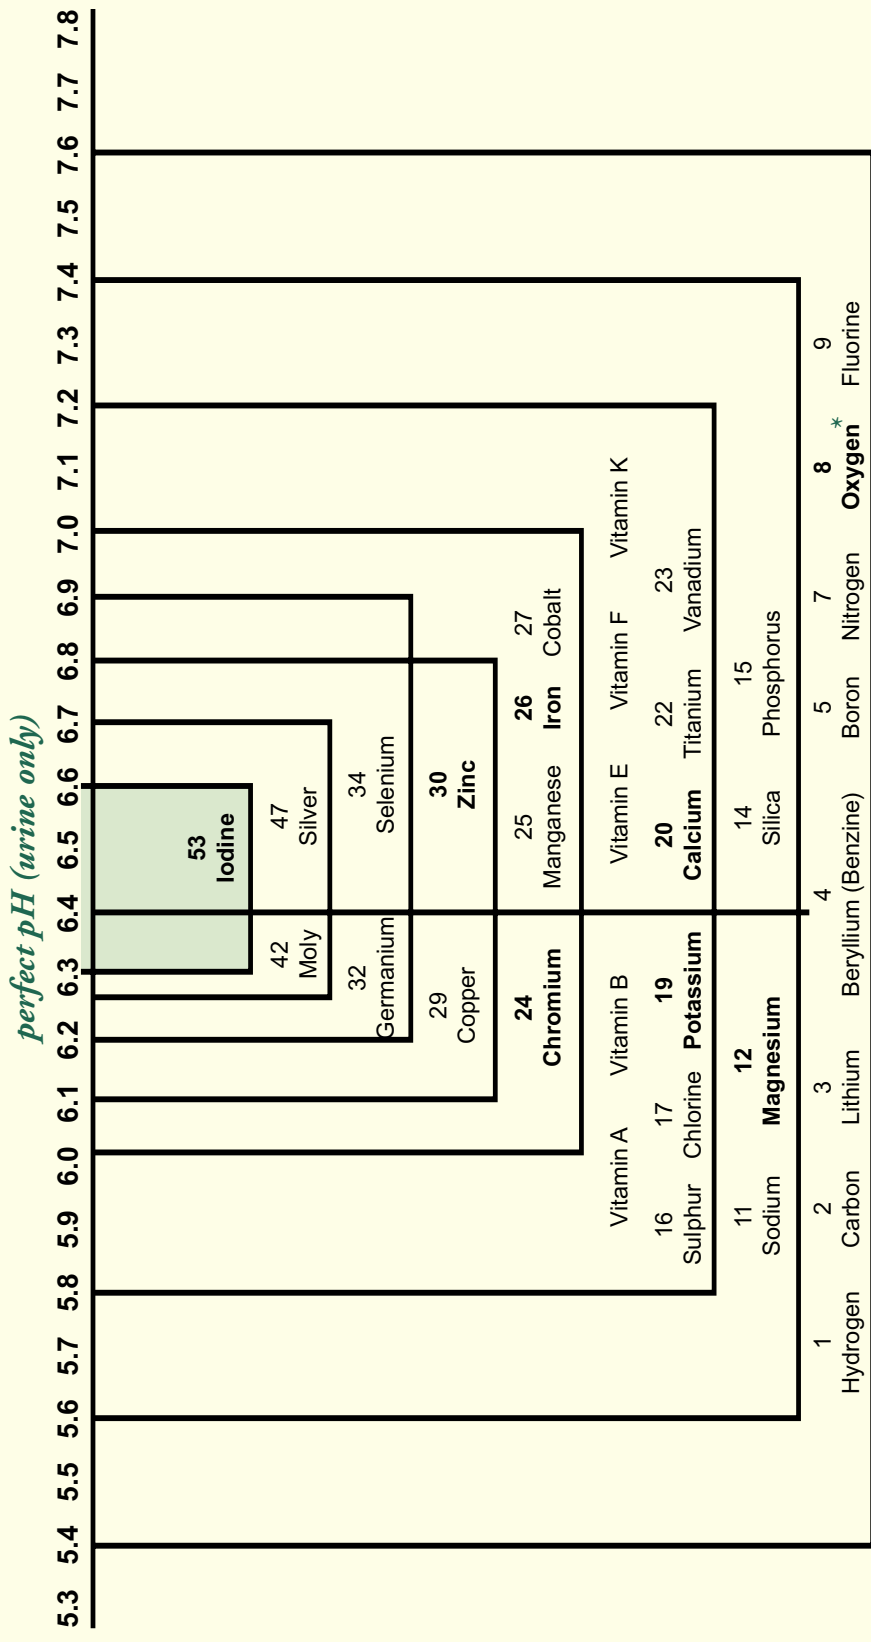 perfect pH (urine only)
5.3 5.4 5.5 5.6 5.7 5.8 5.9 6.0 6.1 6.2 6.3 6.4 6.5 6.6 6.7 6.8 6.9 7.0 7.1 7.2 7.3 7.4 7.5 7.6 7.7 7.8
53
Iodine
42 47
Moly Silver
32 34
Germanium Selenium
29 30
Copper Zinc
24 25 26 27
Chromium Manganese Iron Cobalt
Vitamin A Vitamin B Vitamin E Vitamin F Vitamin K
16 17 19 20 22 23
Sulphur Chlorine Potassium Calcium Titanium Vanadium
11 12 14 15
Sodium Magnesium Silica Phosphorus
1 2 3 4 5 7 8 9
Hydrogen Carbon Lithium Beryllium (Benzine) Boron Nitrogen Oxygen * Fluorine